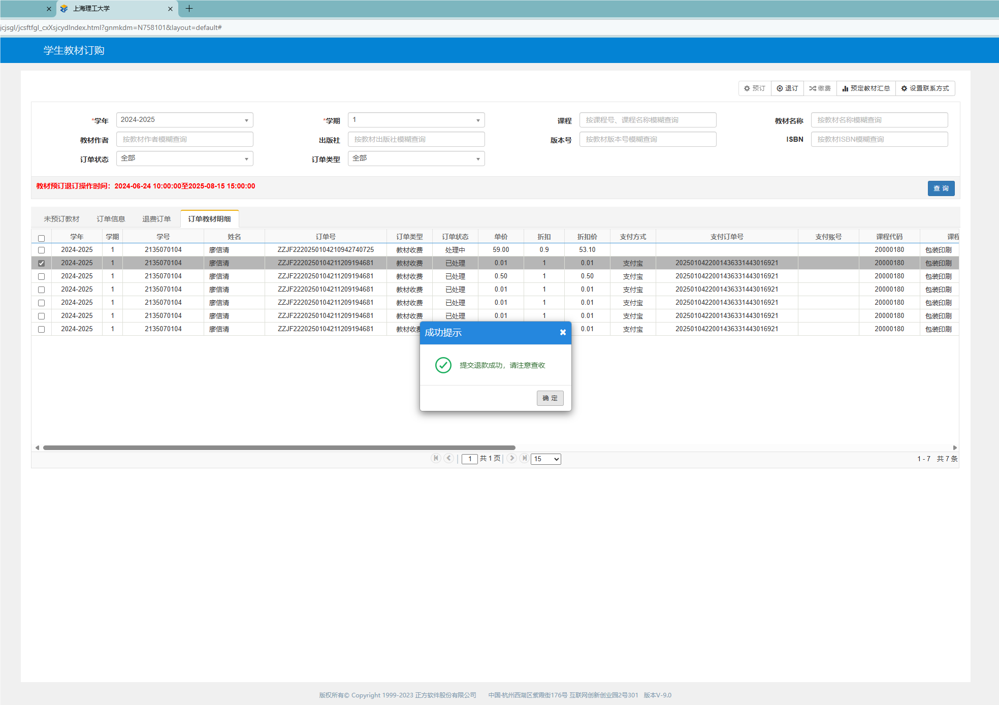 上海理工大学
jcjsgl/jcsftfgl_cxXsjcydIndex.html?gnmkdm=N758101&layout=default#
学生教材订购
预订 退订 缴费 预定教材汇总 设置联系方式
*学年 2024-2025 *学期 1 课程 按课程号、课程名称模糊查询 教材名称 按教材名称模糊查询
教材作者 按教材作者模糊查询 出版社 按教材出版社模糊查询 版本号 按教材版本号模糊查询 ISBN 按教材ISBN模糊查询
订单状态 全部 订单类型 全部
教材预订退订操作时间：2024-06-24 10:00:00至2025-08-15 15:00:00 查 询
未预订教材 订单信息 退费订单 订单教材明细
学年 学期 学号 姓名 订单号 订单类型 订单状态 单价 折扣 折扣价 支付方式 支付订单号 支付账号 课程代码 课程
2024-2025 1 2135070104 廖信清 ZZJF2220250104210942740725 教材收费 处理中 59.00 0.9 53.10 20000180 包装印刷
2024-2025 1 2135070104 廖信清 ZZJF2220250104211209194681 教材收费 已处理 0.01 1 0.01 支付宝 2025010422001436331443016921 20000180 包装印刷
2024-2025 1 2135070104 廖信清 ZZJF2220250104211209194681 教材收费 已处理 0.50 1 0.50 支付宝 2025010422001436331443016921 20000180 包装印刷
2024-2025 1 2135070104 廖信清 ZZJF2220250104211209194681 教材收费 已处理 0.01 1 0.01 支付宝 2025010422001436331443016921 20000180 包装印刷
2024-2025 1 2135070104 廖信清 ZZJF2220250104211209194681 教材收费 已处理 0.01 1 0.01 支付宝 2025010422001436331443016921 20000180 包装印刷
2024-2025 1 2135070104 廖信清 ZZJF2220250104211209194681 教材收费 已处理 0.01 1 0.01 支付宝 2025010422001436331443016921 20000180 包装印刷
2024-2025 1 2135070104 廖信清 ZZJF2220250104211209194681 教材收费 0.01 支付宝 2025010422001436331443016921 20000180 包装印刷
成功提示
提交退款成功，请注意查收
确 定
1 共 1 页 15 1 - 7 共 7 条
版权所有© Copyright 1999-2023 正方软件股份有限公司 中国·杭州西湖区紫霞街176号 互联网创新创业园2号301 版本V-9.0